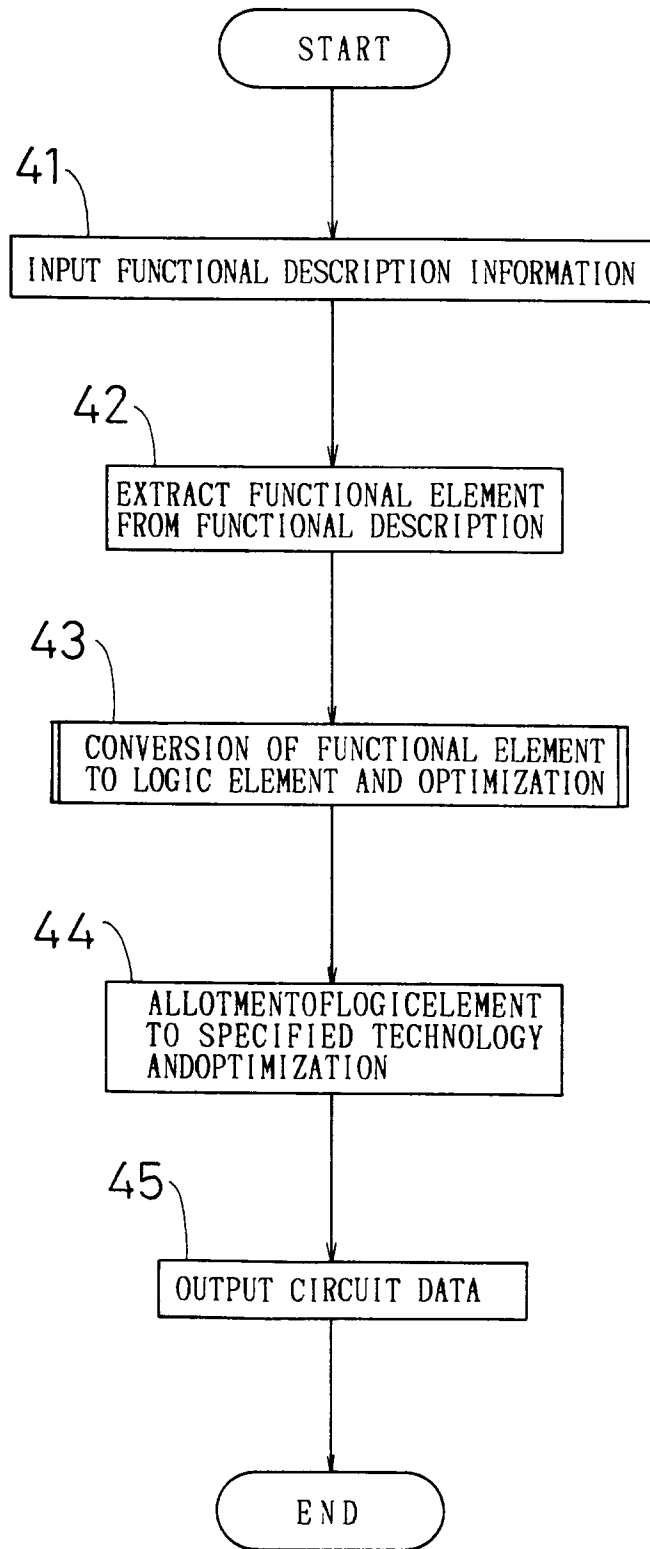 START
41
INPUT FUNCTIONAL DESCRIPTION INFORMATION
42
EXTRACT FUNCTIONAL ELEMENT
FROM FUNCTIONAL DESCRIPTION
43
CONVERSION OF FUNCTIONAL ELEMENT
TO LOGIC ELEMENT AND OPTIMIZATION
44
ALLOTMENTOFLOGICELEMENT
TO SPECIFIED TECHNOLOGY
ANDOPTIMIZATION
45
OUTPUT CIRCUIT DATA
END